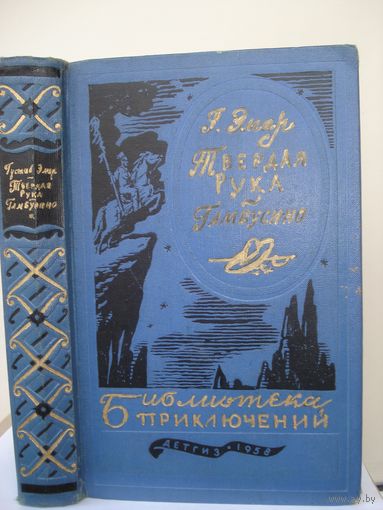 Густав Эмар
Твердая
Рука
Гамбусино
Г. Эмар
Твердая
Рука
Гамбусино
Библиотека
приключений
ДЕТГИЗ • 1958